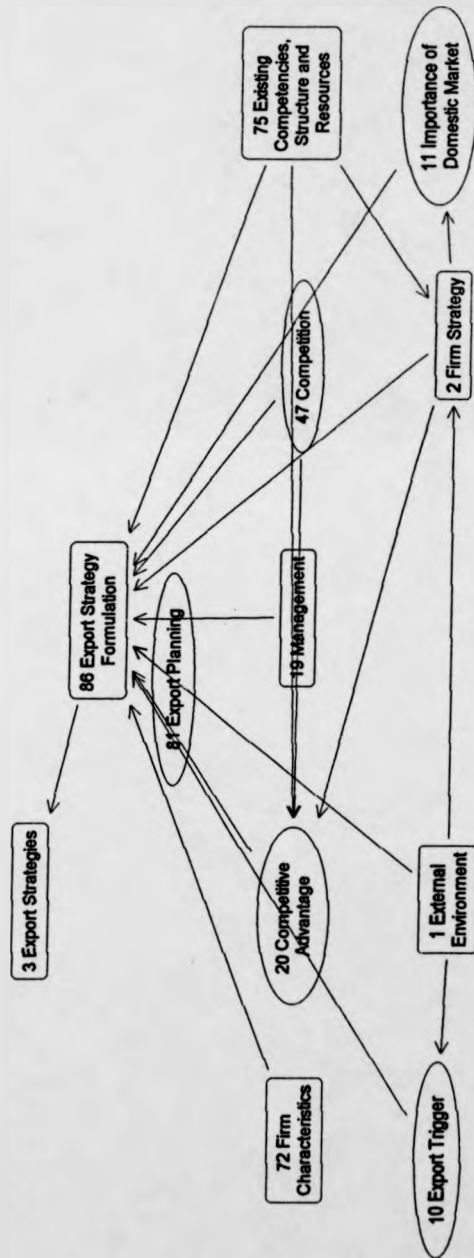 3 Export Strategies
86 Export Strategy
Formulation
81 Export Planning
72 Firm
Characteristics
20 Competitive
Advantage
19 Management
47 Competition
75 Existing
Competencies,
Structure and
Resources
10 Export Trigger
1 External
Environment
2 Firm Strategy
11 Importance of
Domestic Market